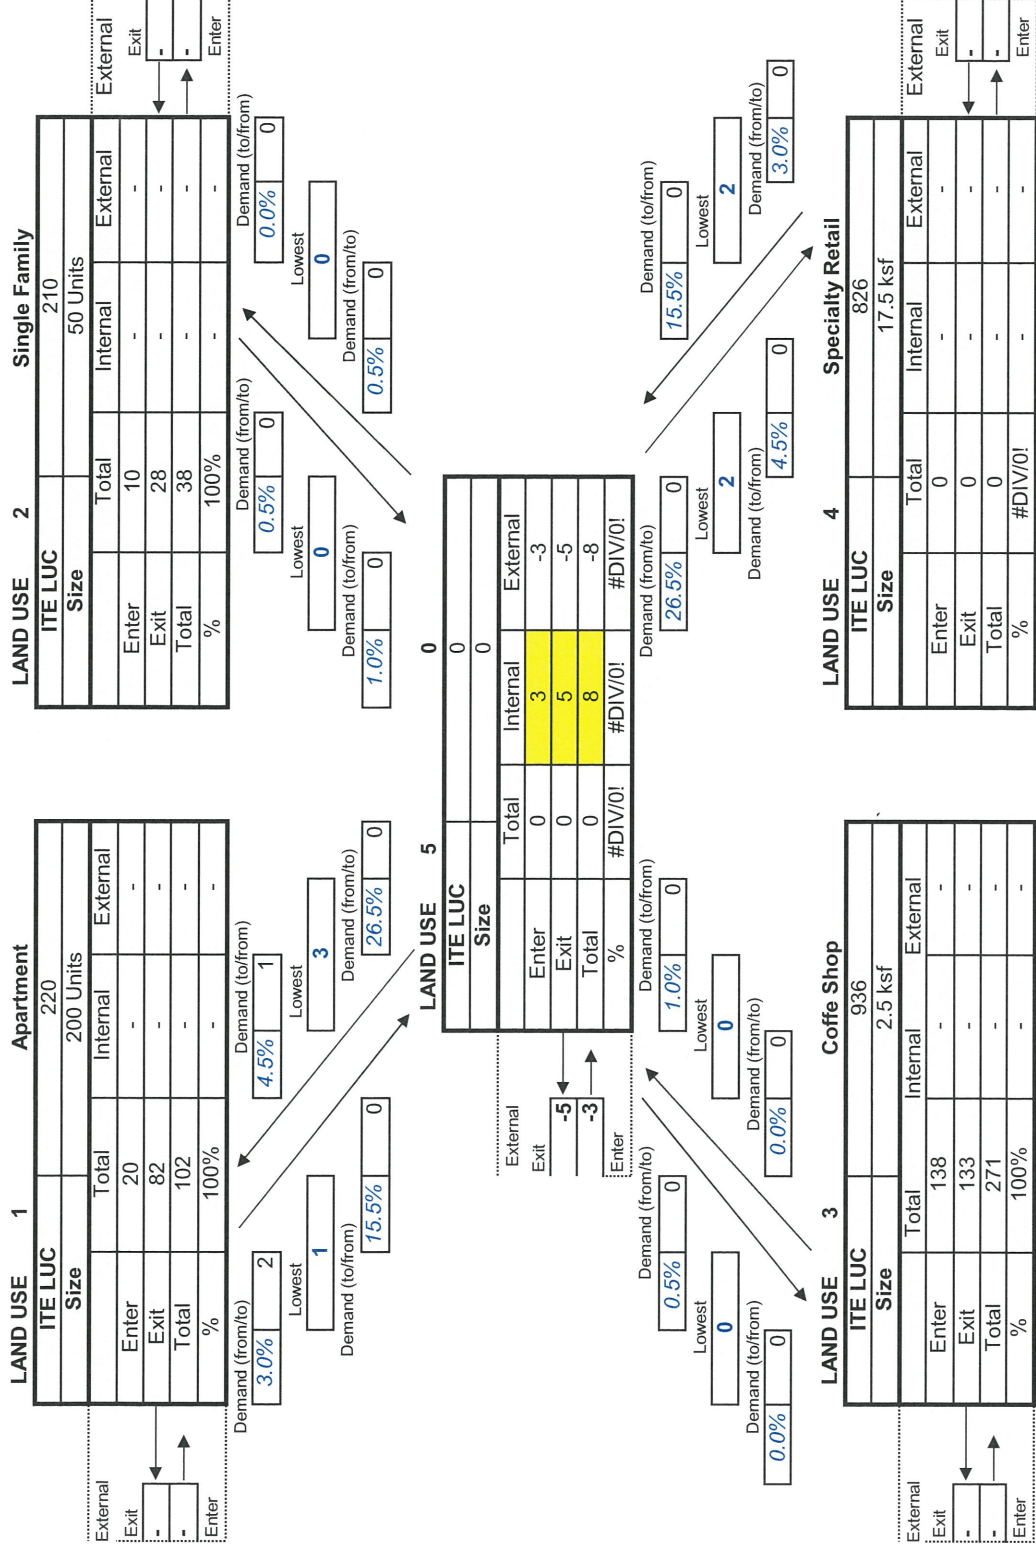 LAND USE 1 Apartment
ITE LUC 220
Size 200 Units
Total Internal External
Enter 20 - -
Exit 82 - -
Total 102 - -
% 100% - -
External
Exit
-
-
Enter
Demand (from/to)
3.0% 2
Lowest
1
Demand (to/from)
15.5% 0
Demand (to/from)
4.5% 1
Lowest
3
Demand (from/to)
26.5% 0
LAND USE 2 Single Family
ITE LUC 210
Size 50 Units
Total Internal External
Enter 10 - -
Exit 28 - -
Total 38 - -
% 100% - -
External
Exit
-
-
Enter
Demand (from/to)
0.5% 0
Lowest
0
Demand (to/from)
1.0% 0
Demand (to/from)
0.0% 0
Lowest
0
Demand (from/to)
0.5% 0
LAND USE 5 0
ITE LUC 0
Size 0
Total Internal External
Enter 0 3 -3
Exit 0 5 -5
Total 0 8 -8
% #DIV/0! #DIV/0! #DIV/0!
External
Exit
-5
-3
Enter
Demand (from/to)
0.5% 0
Lowest
0
Demand (to/from)
0.0% 0
Demand (to/from)
1.0% 0
Lowest
0
Demand (from/to)
0.0% 0
Demand (from/to)
26.5% 0
Lowest
2
Demand (to/from)
4.5% 0
Demand (to/from)
15.5% 0
Lowest
2
Demand (from/to)
3.0% 0
LAND USE 3 Coffe Shop
ITE LUC 936
Size 2.5 ksf
Total Internal External
Enter 138 - -
Exit 133 - -
Total 271 - -
% 100% - -
External
Exit
-
-
Enter
LAND USE 4 Specialty Retail
ITE LUC 826
Size 17.5 ksf
Total Internal External
Enter 0 - -
Exit 0 - -
Total 0 - -
% #DIV/0! - -
External
Exit
-
-
Enter